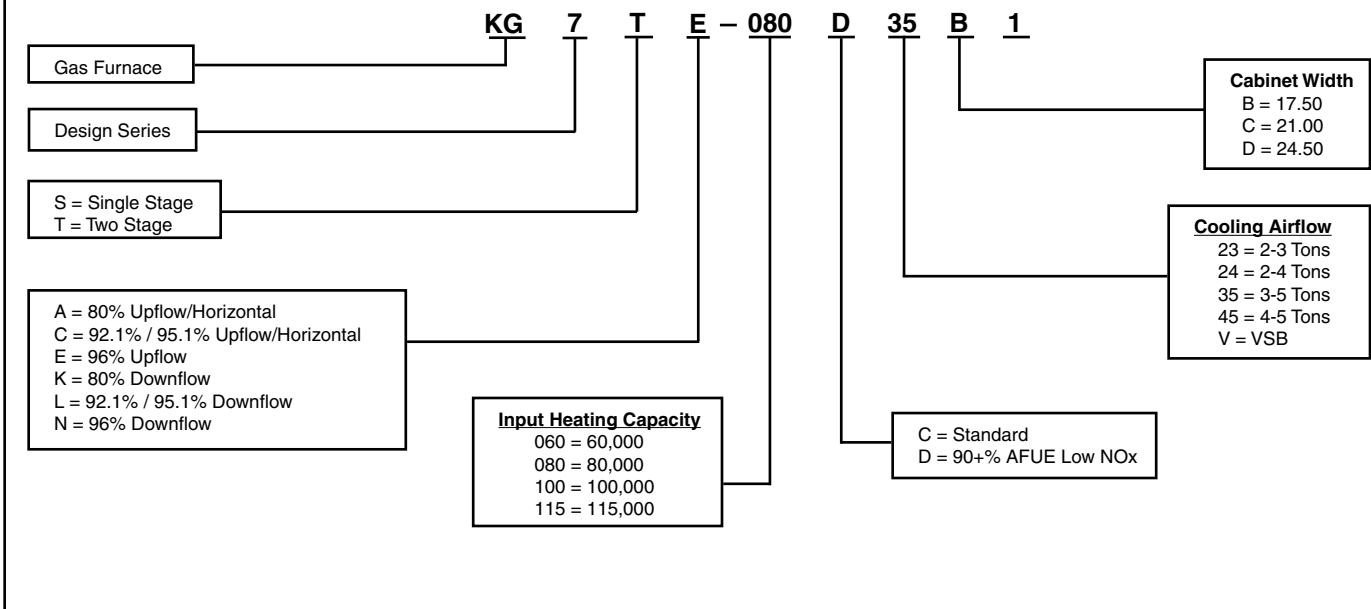 KG 7 T E – 080 D 35 B 1
Gas Furnace
Design Series
S = Single Stage
T = Two Stage
A = 80% Upflow/Horizontal
C = 92.1% / 95.1% Upflow/Horizontal
E = 96% Upflow
K = 80% Downflow
L = 92.1% / 95.1% Downflow
N = 96% Downflow
Input Heating Capacity
060 = 60,000
080 = 80,000
100 = 100,000
115 = 115,000
C = Standard
D = 90+% AFUE Low NOx
Cooling Airflow
23 = 2-3 Tons
24 = 2-4 Tons
35 = 3-5 Tons
45 = 4-5 Tons
V = VSB
Cabinet Width
B = 17.50
C = 21.00
D = 24.50